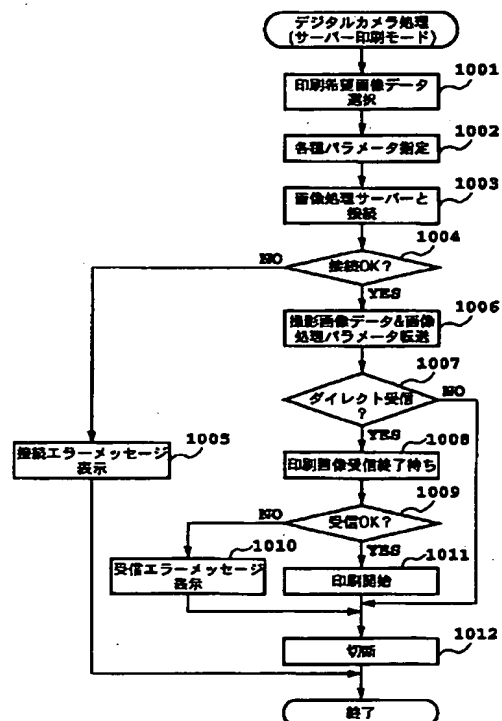 デジタルカメラ処理
(サーバー印刷モード)
1001
印刷希望画像データ
選択
1002
各種パラメータ指定
1003
画像処理サーバーと
接続
1004
接続OK?
NO
YES
1006
撮影画像データ&画像
処理パラメータ転送
1007
ダイレクト受信
?
NO
YES
1005
接続エラーメッセージ
表示
1008
印刷画像受信終了待ち
1009
受信OK?
NO
YES
1010
受信エラーメッセージ
表示
1011
印刷開始
1012
切断
終了